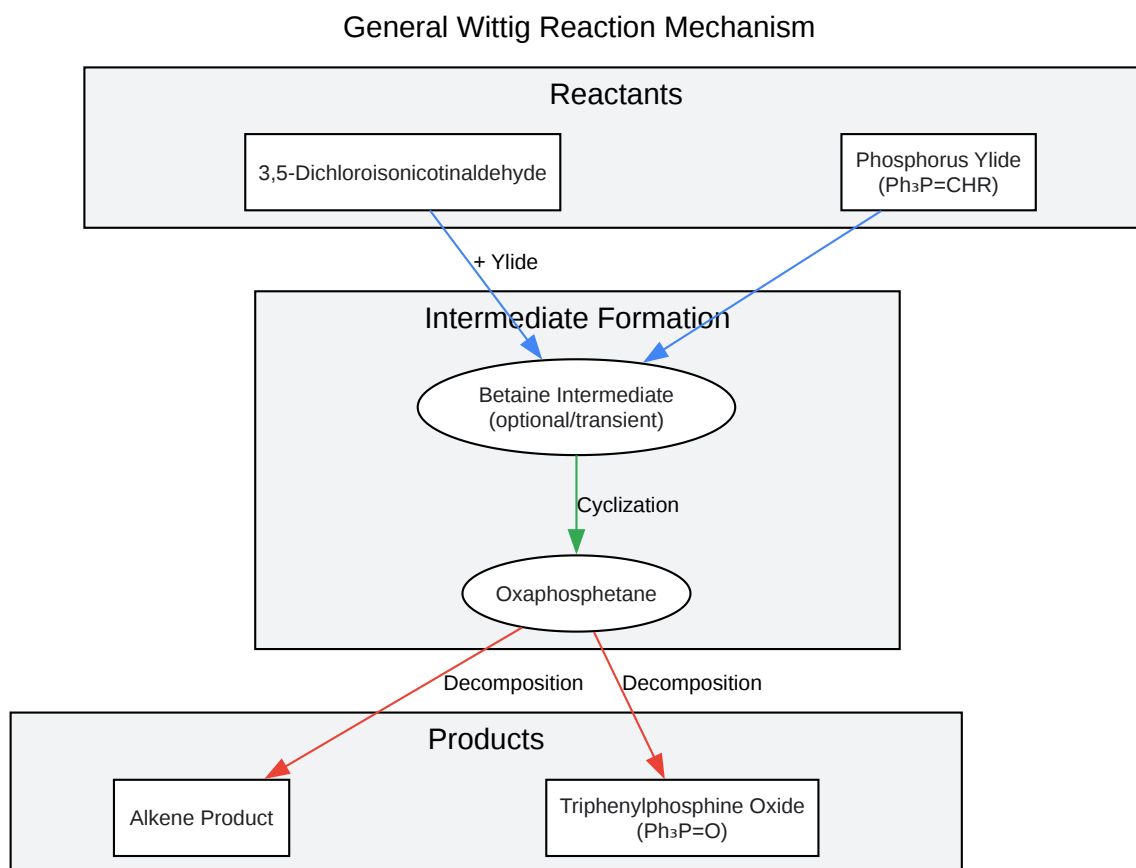 General Wittig Reaction Mechanism
Reactants
3,5-Dichloroisonicotinaldehyde
Phosphorus Ylide
(Ph₃P=CHR)
+ Ylide
Intermediate Formation
Betaine Intermediate
(optional/transient)
Cyclization
Oxaphosphetane
Decomposition
Decomposition
Products
Alkene Product
Triphenylphosphine Oxide
(Ph₃P=O)